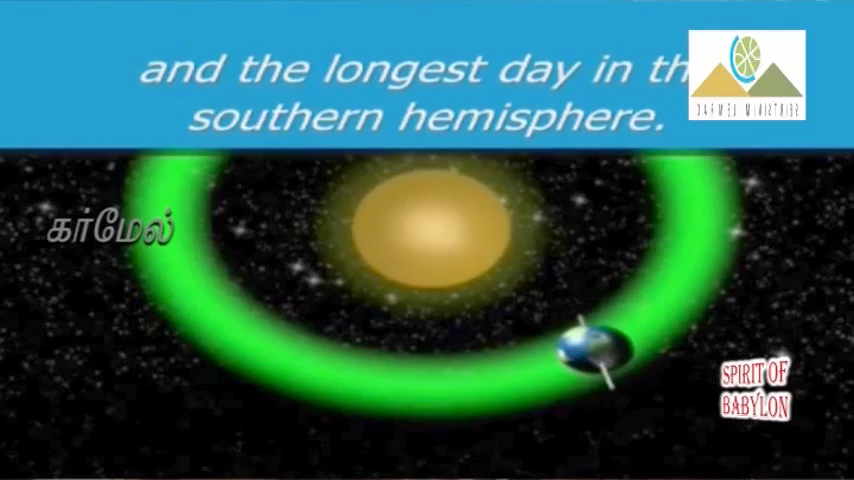 and the longest day in th
southern hemisphere.
கர்மேல்
SPIRIT OF
BABYLON